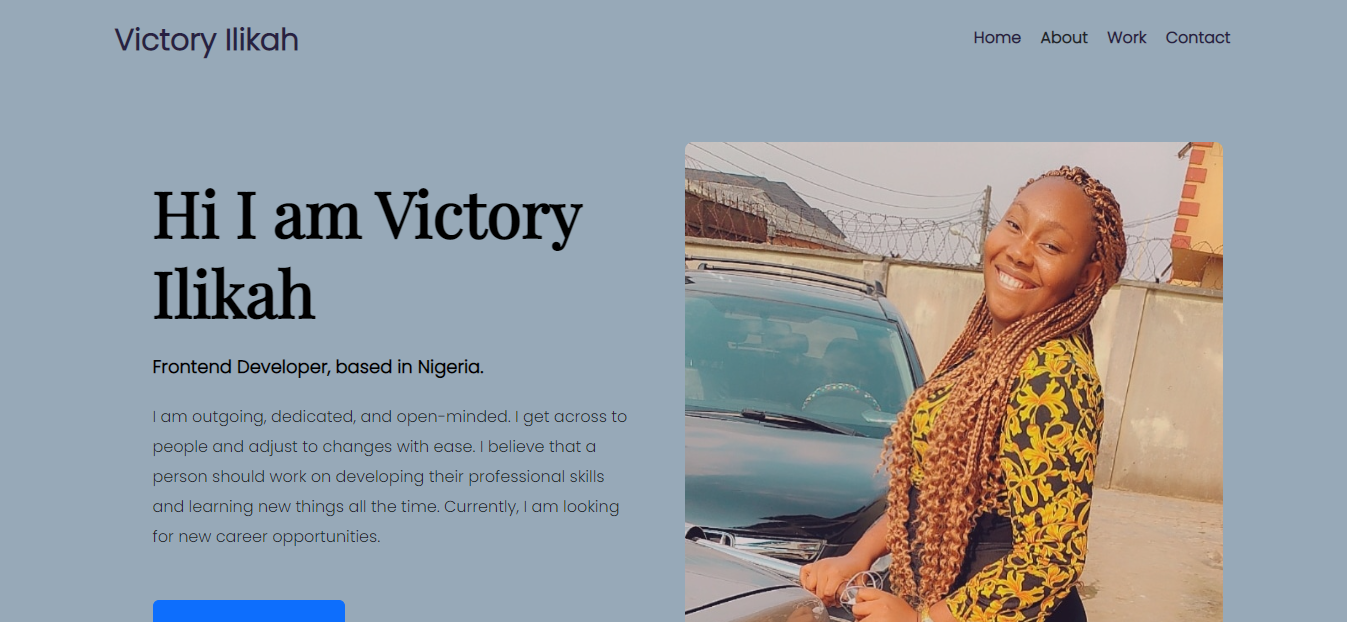 Victory Ilikah
Home About Work Contact
Hi I am Victory
Ilikah
Frontend Developer, based in Nigeria.
I am outgoing, dedicated, and open-minded. I get across to
people and adjust to changes with ease. I believe that a
person should work on developing their professional skills
and learning new things all the time. Currently, I am looking
for new career opportunities.